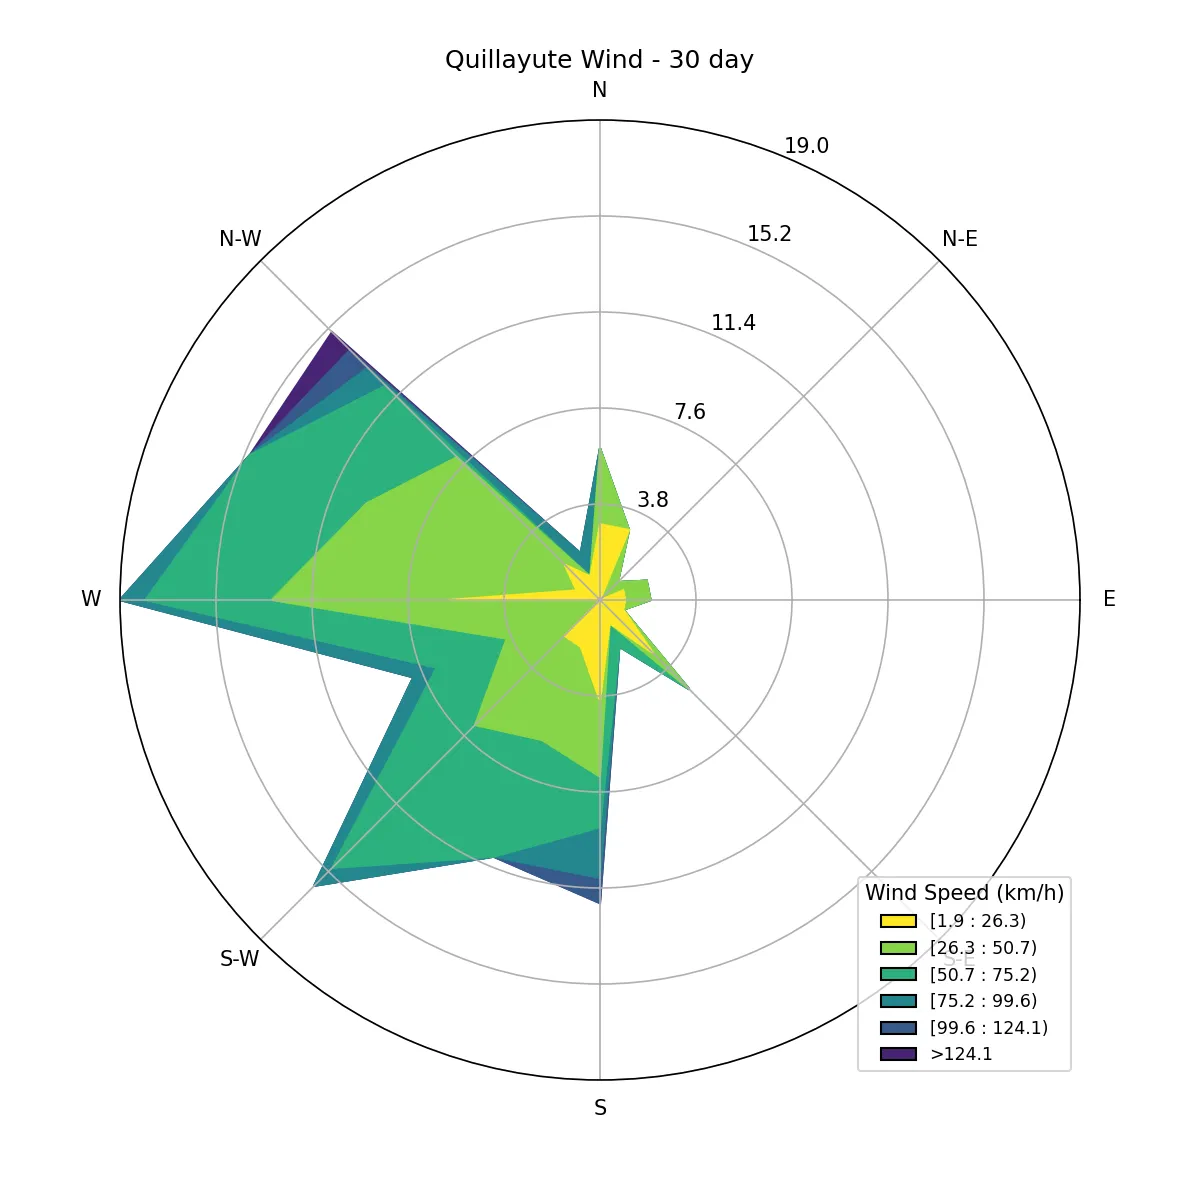 Quillayute Wind - 30 day
N
19.0
N-W
N-E
15.2
11.4
7.6
3.8
W
E
S-W
S-E
S
Wind Speed (km/h)
[1.9 : 26.3)
[26.3 : 50.7)
[50.7 : 75.2)
[75.2 : 99.6)
[99.6 : 124.1)
>124.1